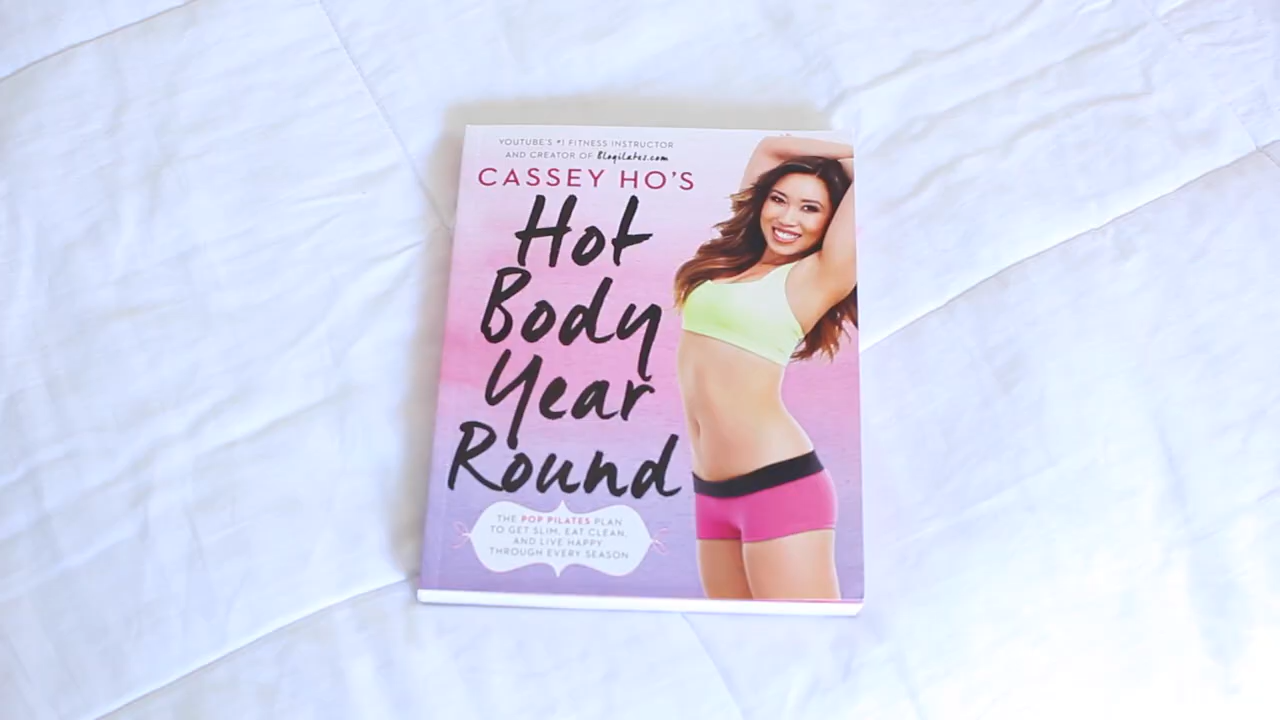 YOUTUBE'S #1 FITNESS INSTRUCTOR
AND CREATOR OF Blogilates.com
CASSEY HO'S
Hot
Body
Year
Round
THE POP PILATES PLAN
TO GET SLIM, EAT CLEAN,
AND LIVE HAPPY
THROUGH EVERY SEASON